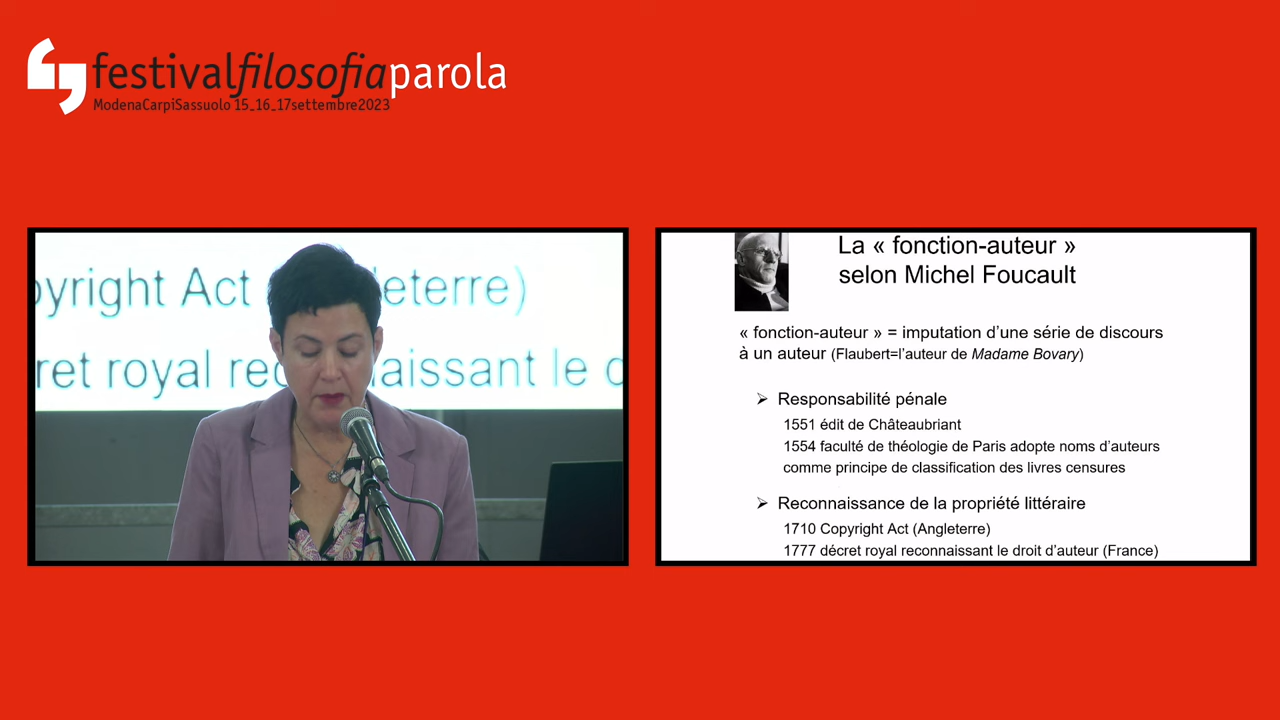 festivalfilosofiaparola
ModenaCarpiSassuolo 15_16_17settembre2023
pyright Act
leterre)
ret royal rec
naissant le d
La « fonction-auteur »
selon Michel Foucault
« fonction-auteur » = imputation d’une série de discours
à un auteur (Flaubert=l’auteur de Madame Bovary)
➢ Responsabilité pénale
1551 édit de Châteaubriant
1554 faculté de théologie de Paris adopte noms d’auteurs
comme principe de classification des livres censures
➢ Reconnaissance de la propriété littéraire
1710 Copyright Act (Angleterre)
1777 décret royal reconnaissant le droit d’auteur (France)